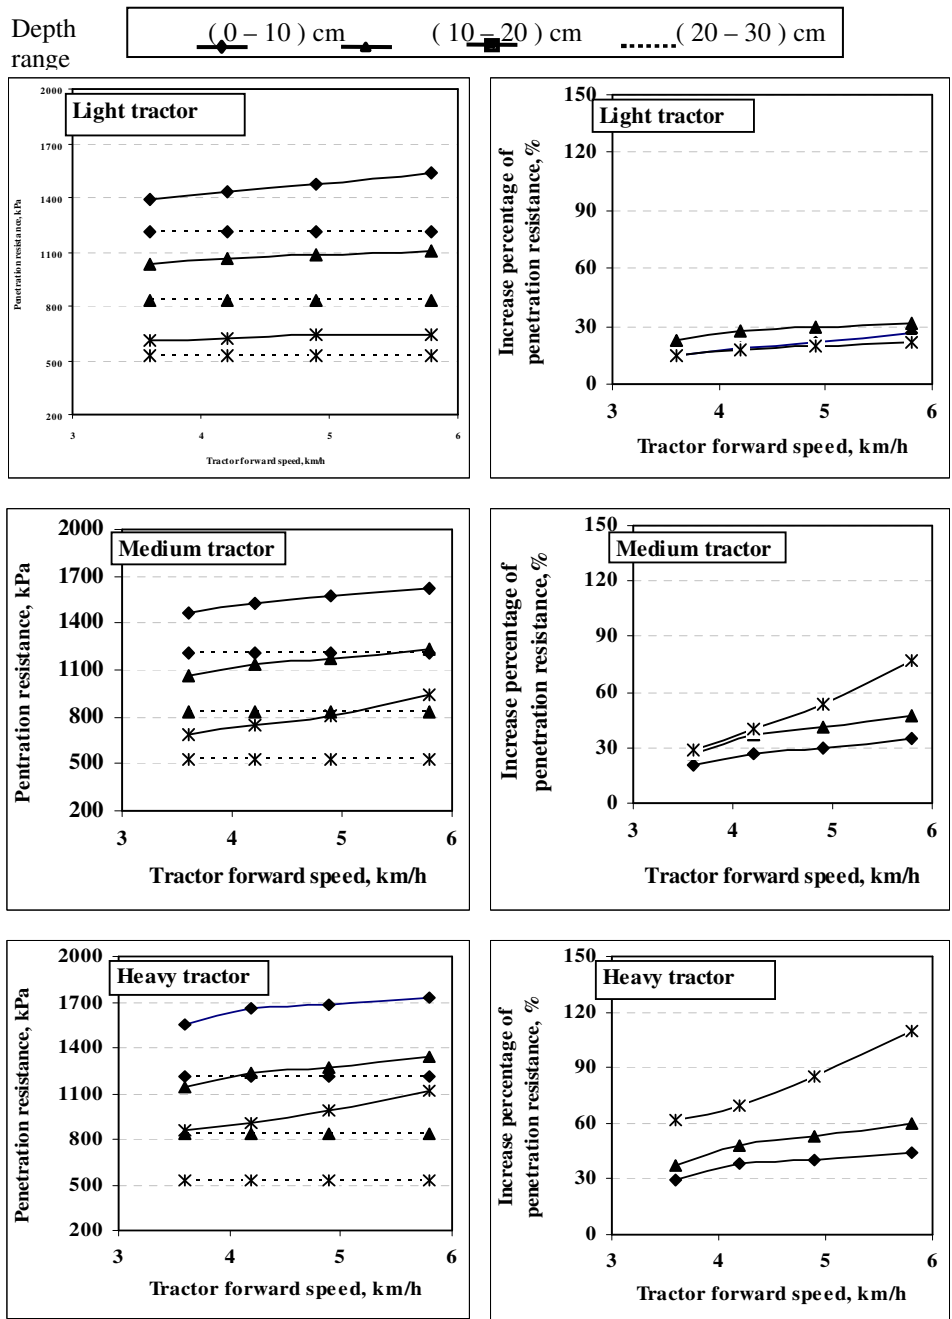 Depth range
( 0 – 10 ) cm ( 10 – 20 ) cm ( 20 – 30 ) cm
Light tractor
Penetration resistance, kPa
2000
1700
1400
1100
800
500
200
3 4 5 6
Tractor forward speed, km/h
Light tractor
Increase percentage of
penetration resistance, %
150
120
90
60
30
0
3 4 5 6
Tractor forward speed, km/h
Medium tractor
Pentration resistance, kPa
2000
1700
1400
1100
800
500
200
3 4 5 6
Tractor forward speed, km/h
Medium tractor
Increase percentage of
penetration resistance, %
150
120
90
60
30
0
3 4 5 6
Tractor forward speed, km/h
Heavy tractor
Penetration resistance, kPa
2000
1700
1400
1100
800
500
200
3 4 5 6
Tractor forward speed, km/h
Heavy tractor
Increase percentage of
penetration resistance, %
150
120
90
60
30
0
3 4 5 6
Tractor forward speed, km/h